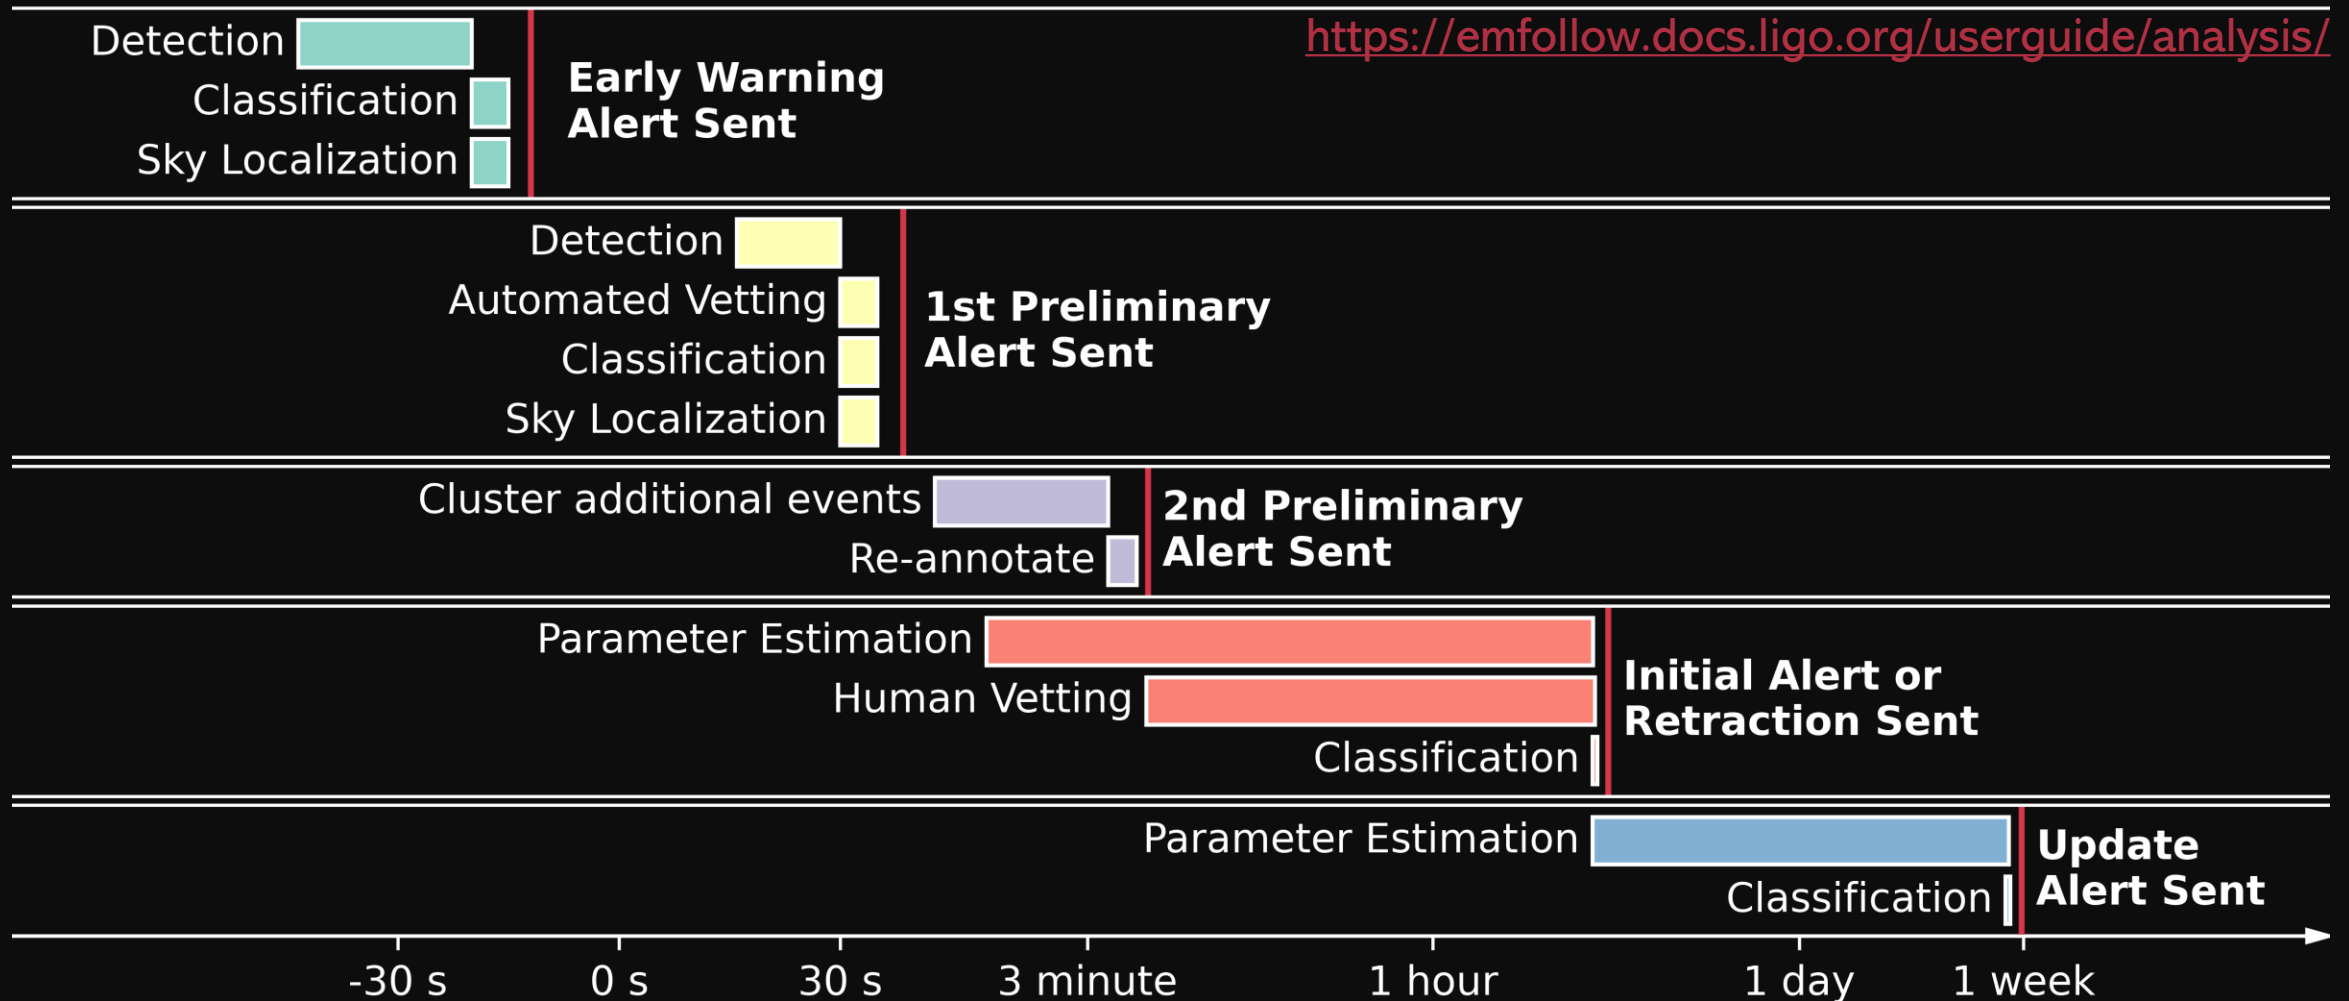 https://emfollow.docs.ligo.org/userguide/analysis/
Detection
Classification
Sky Localization
Early Warning
Alert Sent
Detection
Automated Vetting
Classification
Sky Localization
1st Preliminary
Alert Sent
Cluster additional events
Re-annotate
2nd Preliminary
Alert Sent
Parameter Estimation
Human Vetting
Classification
Initial Alert or
Retraction Sent
Parameter Estimation
Classification
Update
Alert Sent
-30 s 0 s 30 s 3 minute 1 hour 1 day 1 week